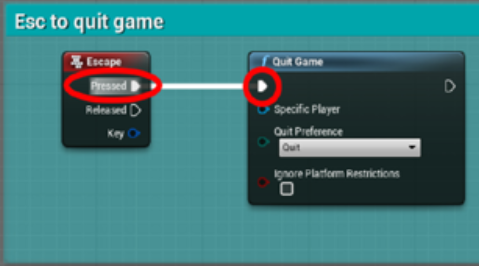 Esc to quit game
Escape
Pressed
Released
Key
f Quit Game
Specific Player
Quit Preference
Quit
Ignore Platform Restrictions